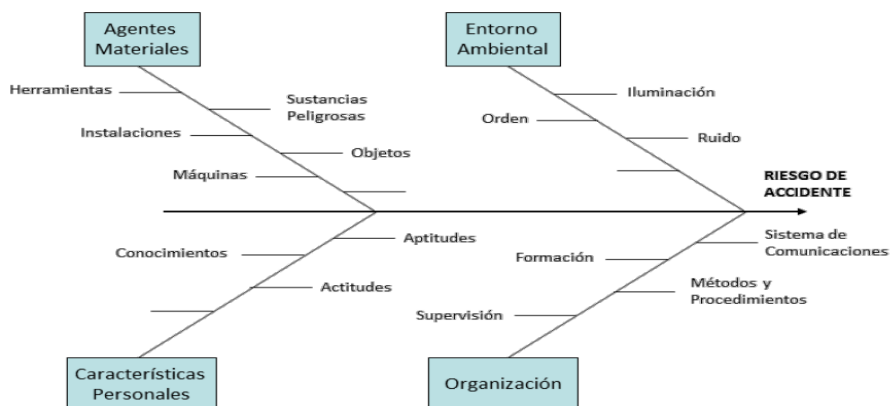 Agentes
Materiales
Entorno
Ambiental
Herramientas
Sustancias
Peligrosas
Instalaciones
Objetos
Máquinas
Iluminación
Orden
Ruido
RIESGO DE
ACCIDENTE
Conocimientos
Aptitudes
Actitudes
Formación
Sistema de
Comunicaciones
Métodos y
Procedimientos
Supervisión
Características
Personales
Organización